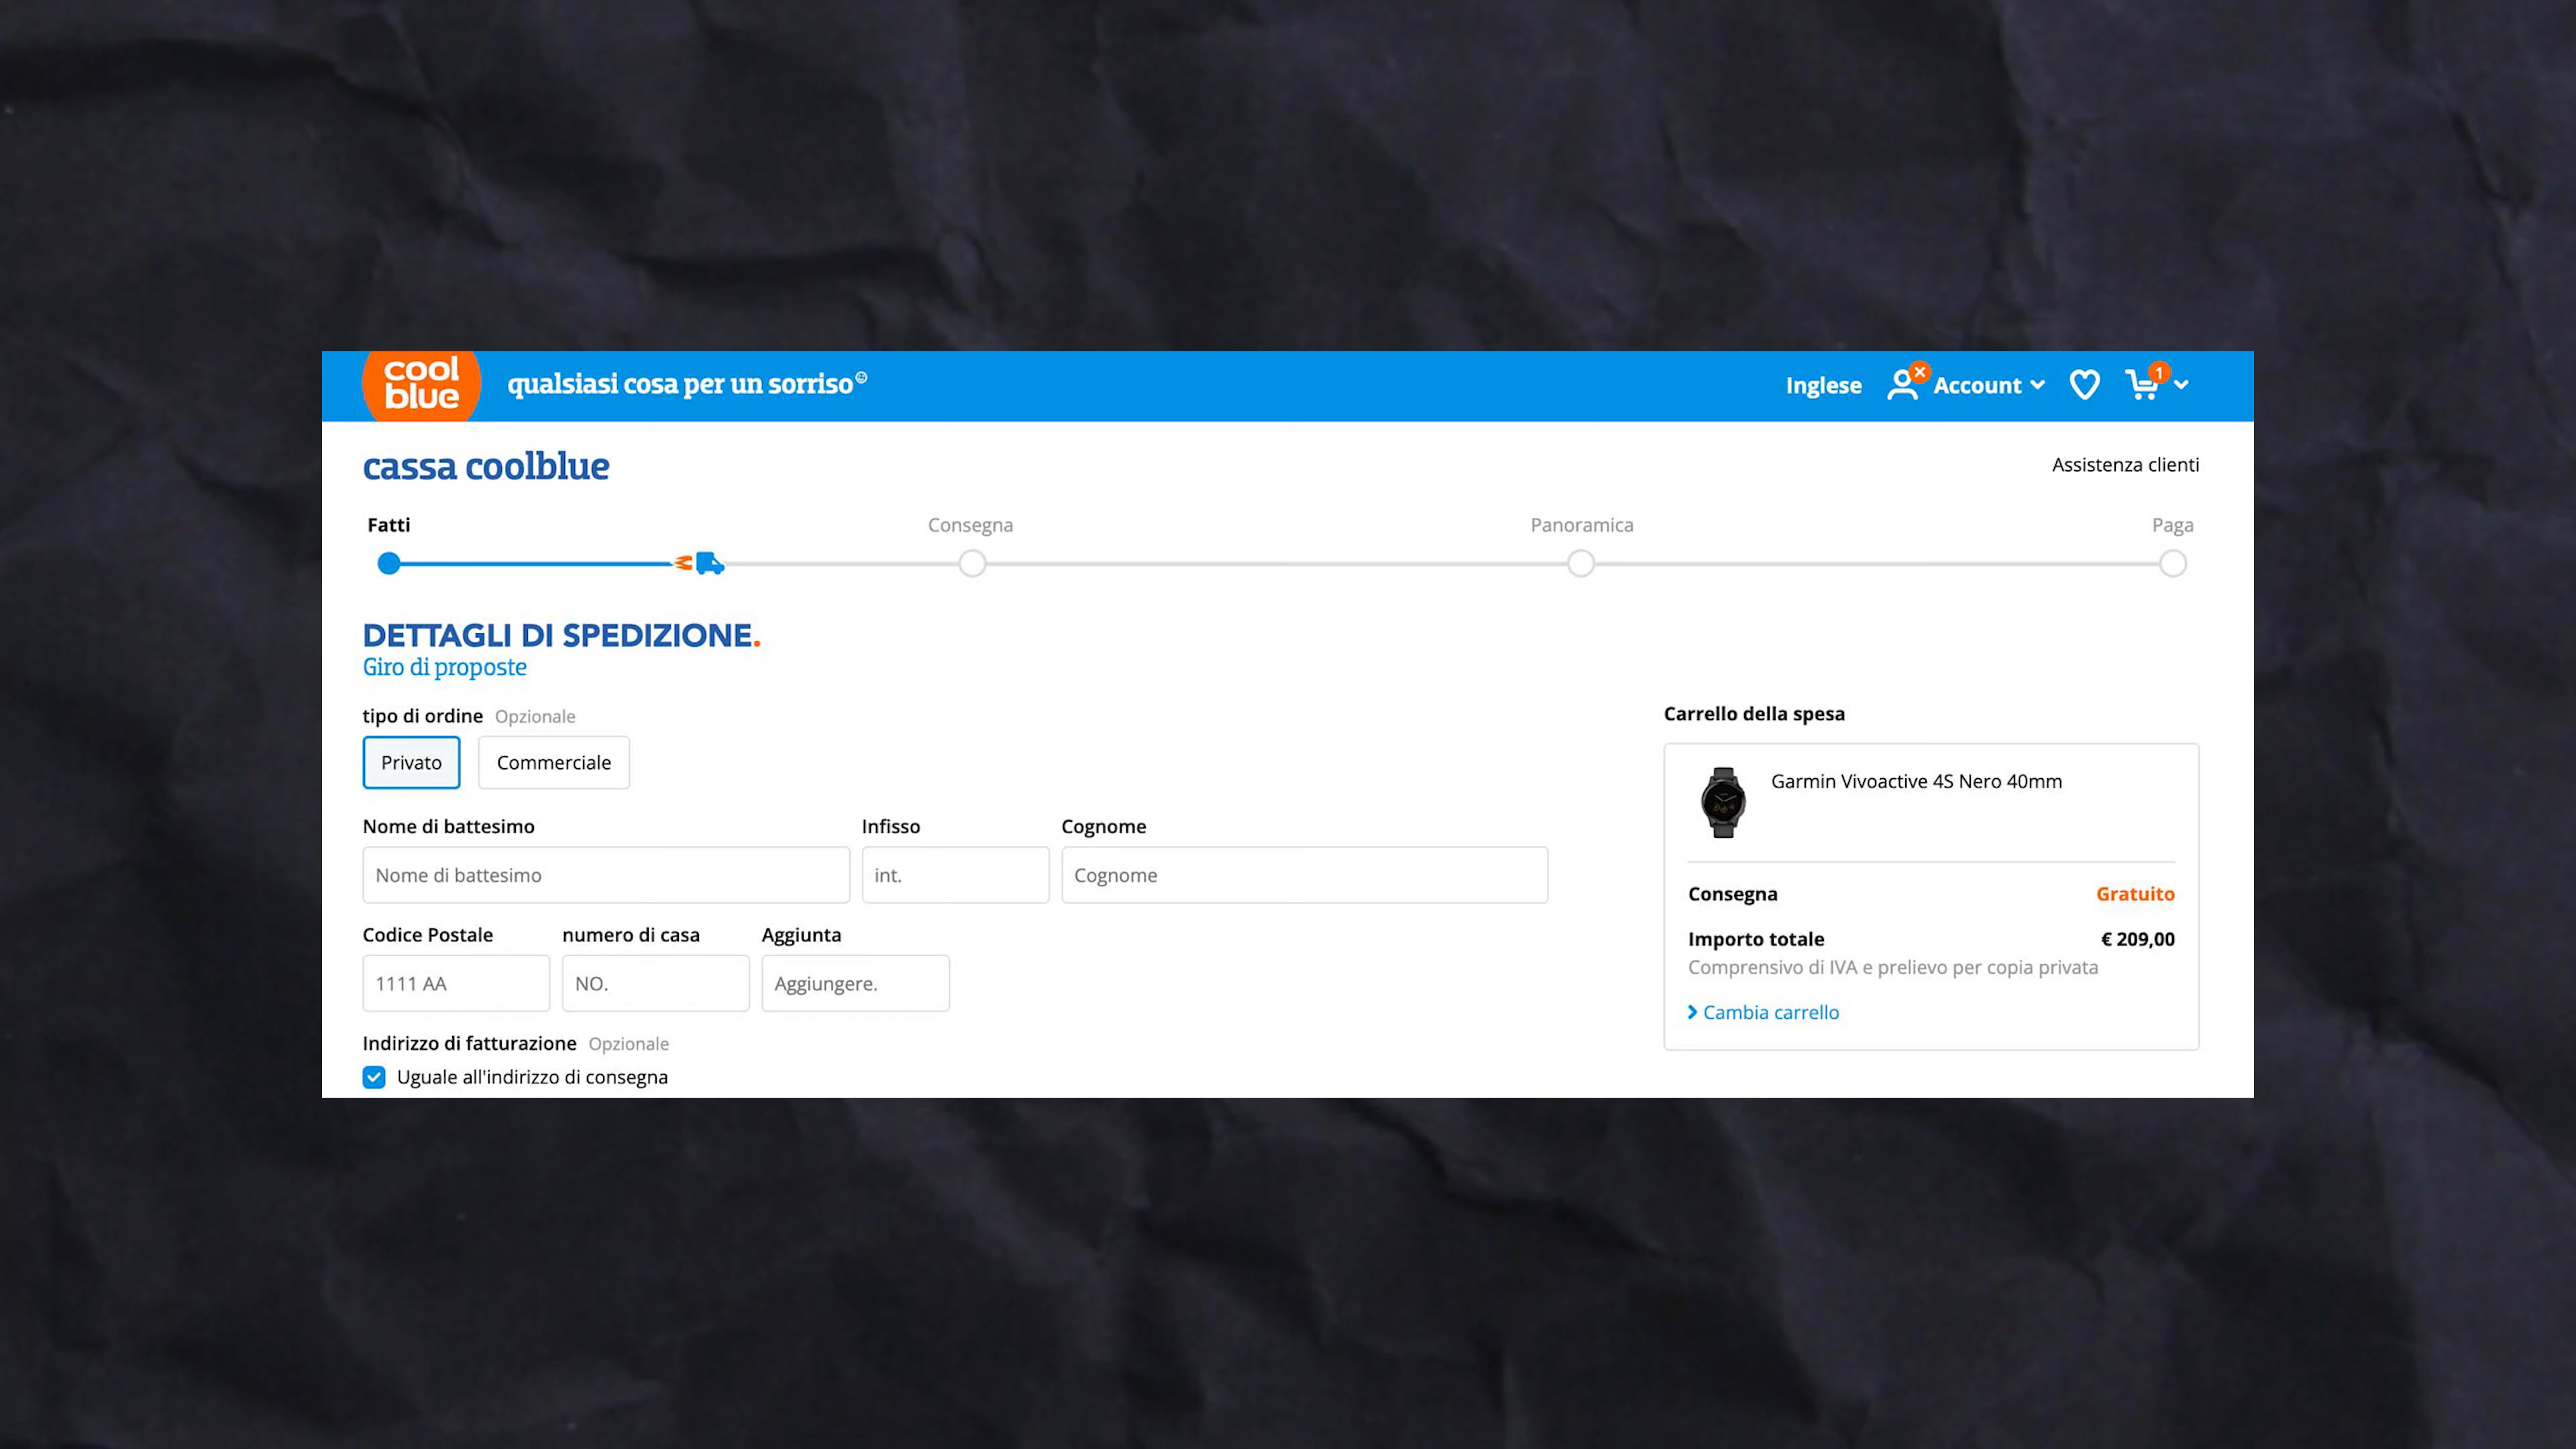 cool
blue
qualsiasi cosa per un sorriso
Inglese
Account
1
cassa coolblue
Assistenza clienti
Fatti
Consegna
Panoramica
Paga
DETTAGLI DI SPEDIZIONE.
Giro di proposte
tipo di ordine Opzionale
Privato
Commerciale
Nome di battesimo
Infisso
Cognome
Nome di battesimo
int.
Cognome
Codice Postale
numero di casa
Aggiunta
1111 AA
NO.
Aggiungere.
Indirizzo di fatturazione Opzionale
Uguale all'indirizzo di consegna
Carrello della spesa
Garmin Vivoactive 4S Nero 40mm
Consegna Gratuito
Importo totale € 209,00
Comprensivo di IVA e prelievo per copia privata
Cambia carrello